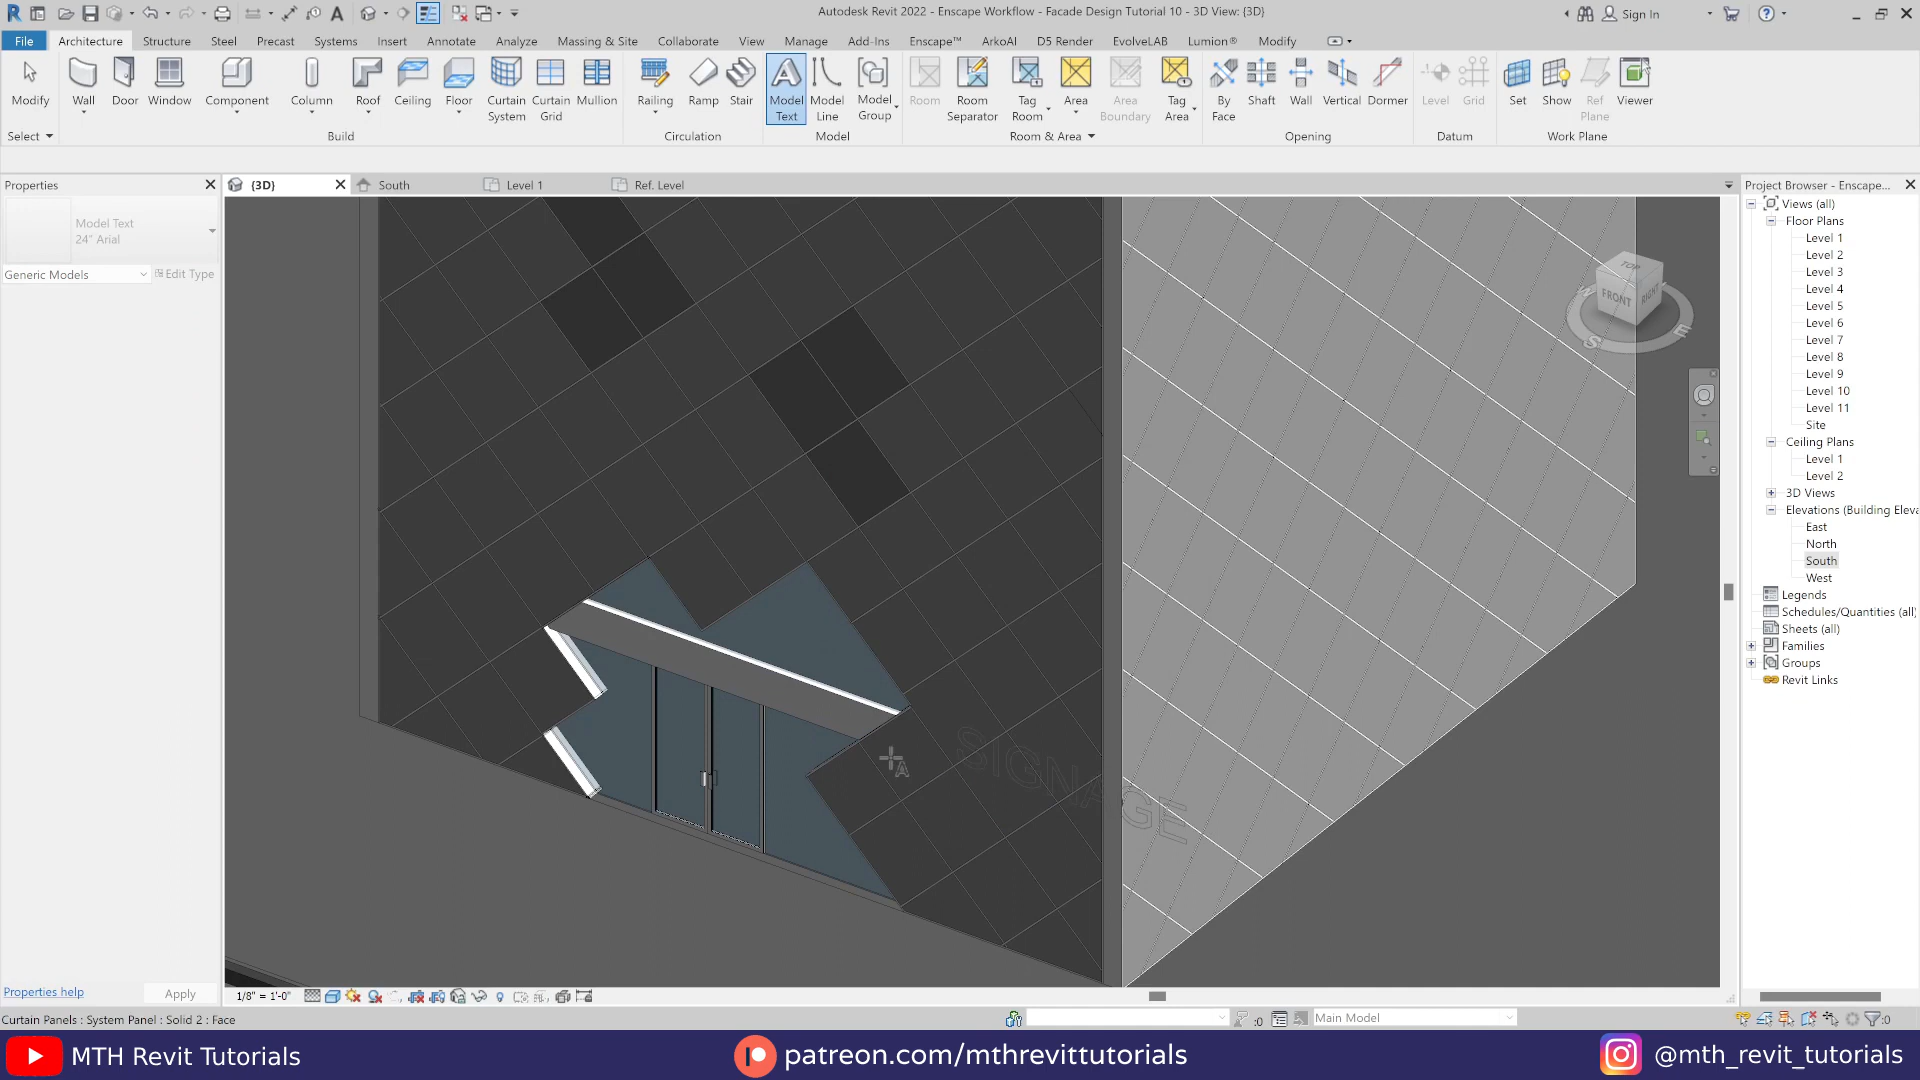 Autodesk Revit 2022 - Enscape Workflow - Facade Design Tutorial 10 - 3D View: {3D}
Sign In
File Architecture Structure Steel Precast Systems Insert Annotate Analyze Massing & Site Collaborate View Manage Add-Ins Enscape™ ArkoAI D5 Render EvolveLAB Lumion® Modify
Modify Wall Door Window Component Column Roof Ceiling Floor Curtain System Curtain Grid Mullion Railing Ramp Stair Model Text Model Line Model Group Room Room Separator Tag Room Area Area Boundary Tag Area By Face Shaft Wall Vertical Dormer Level Grid Set Show Ref Plane Viewer
Select Build Circulation Model Room & Area Opening Datum Work Plane
Properties
{3D} South Level 1 Ref. Level
Project Browser - Enscape...
Model Text
24" Arial
Generic Models Edit Type
Views (all)
Floor Plans
Level 1
Level 2
Level 3
Level 4
Level 5
Level 6
Level 7
Level 8
Level 9
Level 10
Level 11
Site
Ceiling Plans
Level 1
Level 2
3D Views
Elevations (Building Eleva
East
North
South
West
Legends
Schedules/Quantities (all)
Sheets (all)
Families
Groups
Revit Links
TOP
FRONT RIGHT
S E
SIGNAGE
Properties help Apply
1/8" = 1'-0"
Curtain Panels : System Panel : Solid 2 : Face
:0 Main Model :0
MTH Revit Tutorials
patreon.com/mthrevittutorials
@mth_revit_tutorials